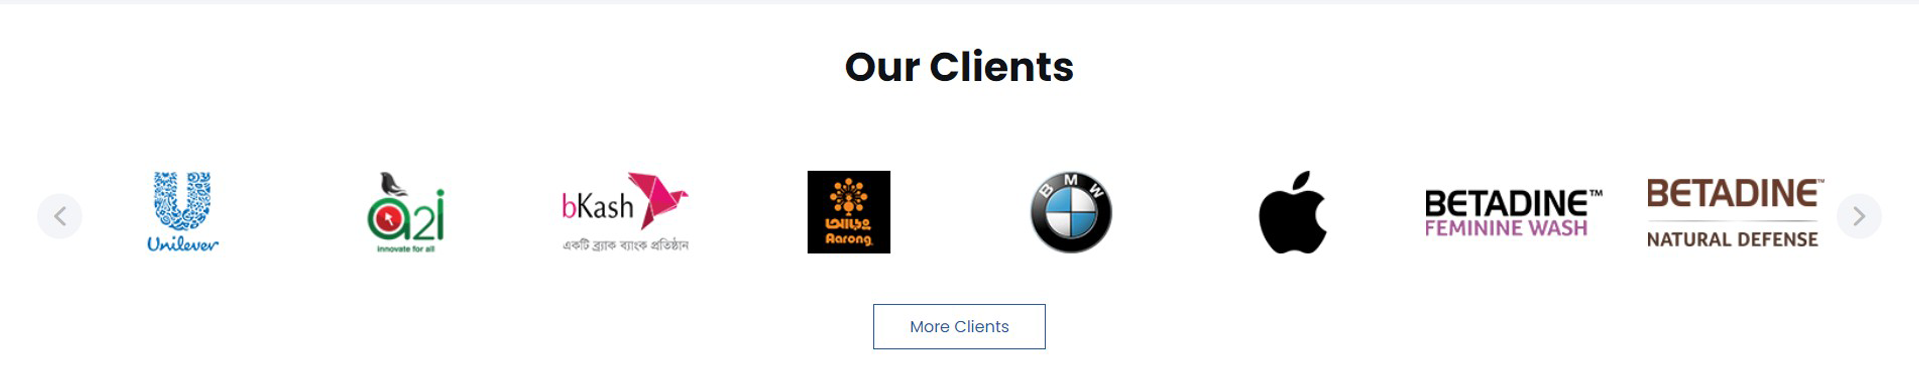 Our Clients
Unilever
a2i
innovate for all
bKash
একটি ব্র্যাক ব্যাংক প্রতিষ্ঠান
আড়ং
Aarong
BMW
BETADINE™
FEMININE WASH
BETADINE™
NATURAL DEFENSE
More Clients